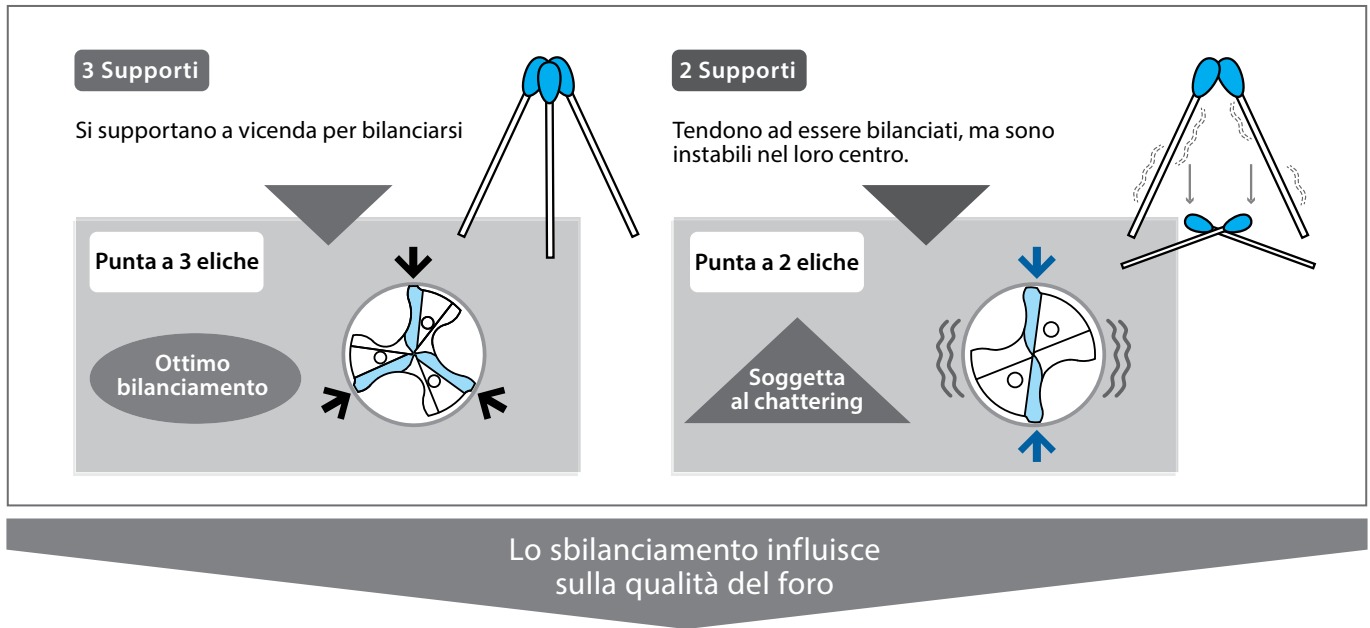 3 Supporti
Si supportano a vicenda per bilanciarsi
Punta a 3 eliche
Ottimo
bilanciamento
2 Supporti
Tendono ad essere bilanciati, ma sono
instabili nel loro centro.
Punta a 2 eliche
Soggetta
al chattering
Lo sbilanciamento influisce
sulla qualità del foro